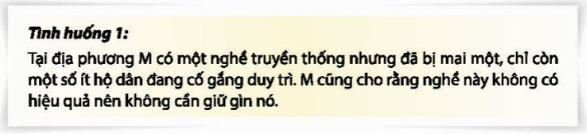 Tình huống 1:
Tại địa phương M có một nghề truyền thống nhưng đã bị mai một, chỉ còn
một số ít hộ dân đang cố gắng duy trì. M cũng cho rằng nghề này không có
hiệu quả nên không cần giữ gìn nó.